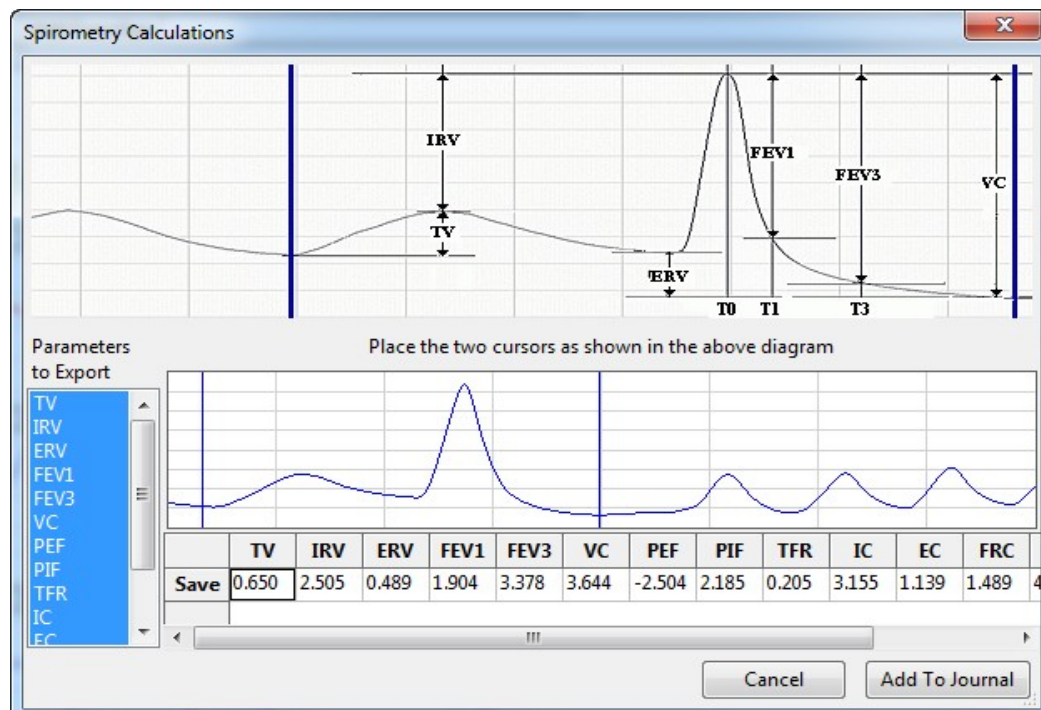 Spirometry Calculations
IRV
TV
ERV
FEV1
FEV3
VC
T0 T1 T3
Parameters to Export
Place the two cursors as shown in the above diagram
TV
IRV
ERV
FEV1
FEV3
VC
PEF
PIF
TFR
IC
EC
TV IRV ERV FEV1 FEV3 VC PEF PIF TFR IC EC FRC
Save 0.650 2.505 0.489 1.904 3.378 3.644 -2.504 2.185 0.205 3.155 1.139 1.489 4
Cancel Add To Journal